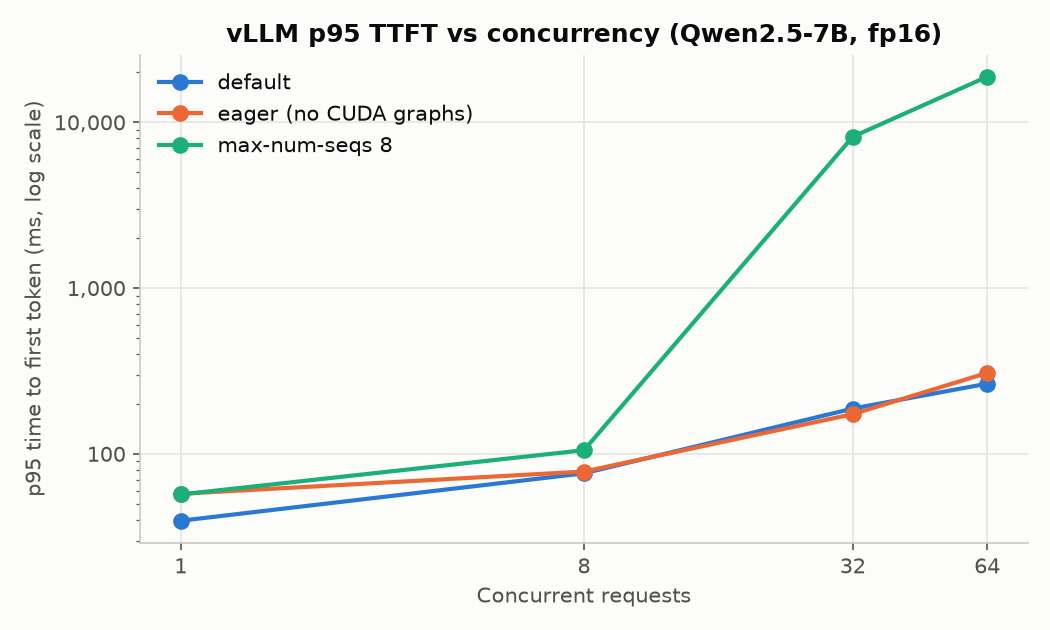 vLLM p95 TTFT vs concurrency (Qwen2.5-7B, fp16)
default
eager (no CUDA graphs)
max-num-seqs 8
p95 time to first token (ms, log scale)
10,000
1,000
100
1
8
32
64
Concurrent requests